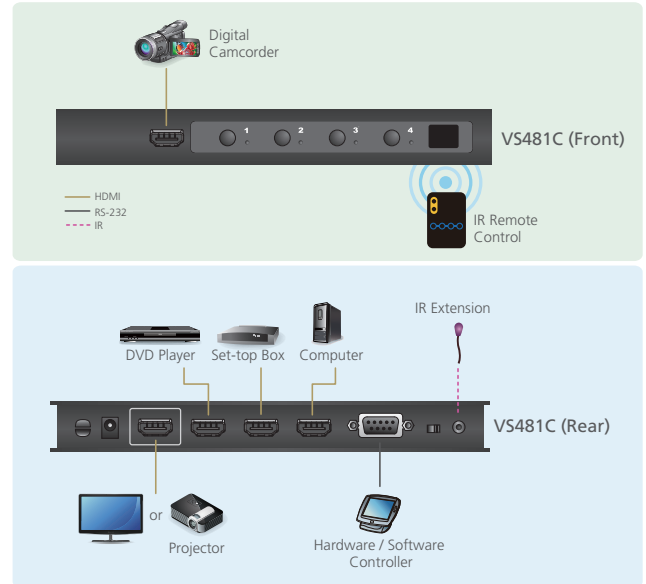 Digital
Camcorder
1 2 3 4
VS481C (Front)
HDMI
RS-232
IR
IR Remote
Control
IR Extension
DVD Player Set-top Box Computer
VS481C (Rear)
or
Projector
Hardware / Software
Controller